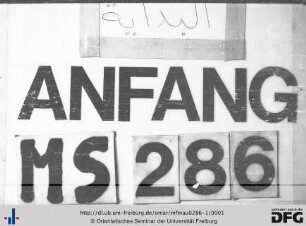 البداية
ANFANG
MS 286
http://dl.ub.uni-freiburg.de/omar/mfmau0286-1/0001
© Orientalisches Seminar der Universität Freiburg
DFG